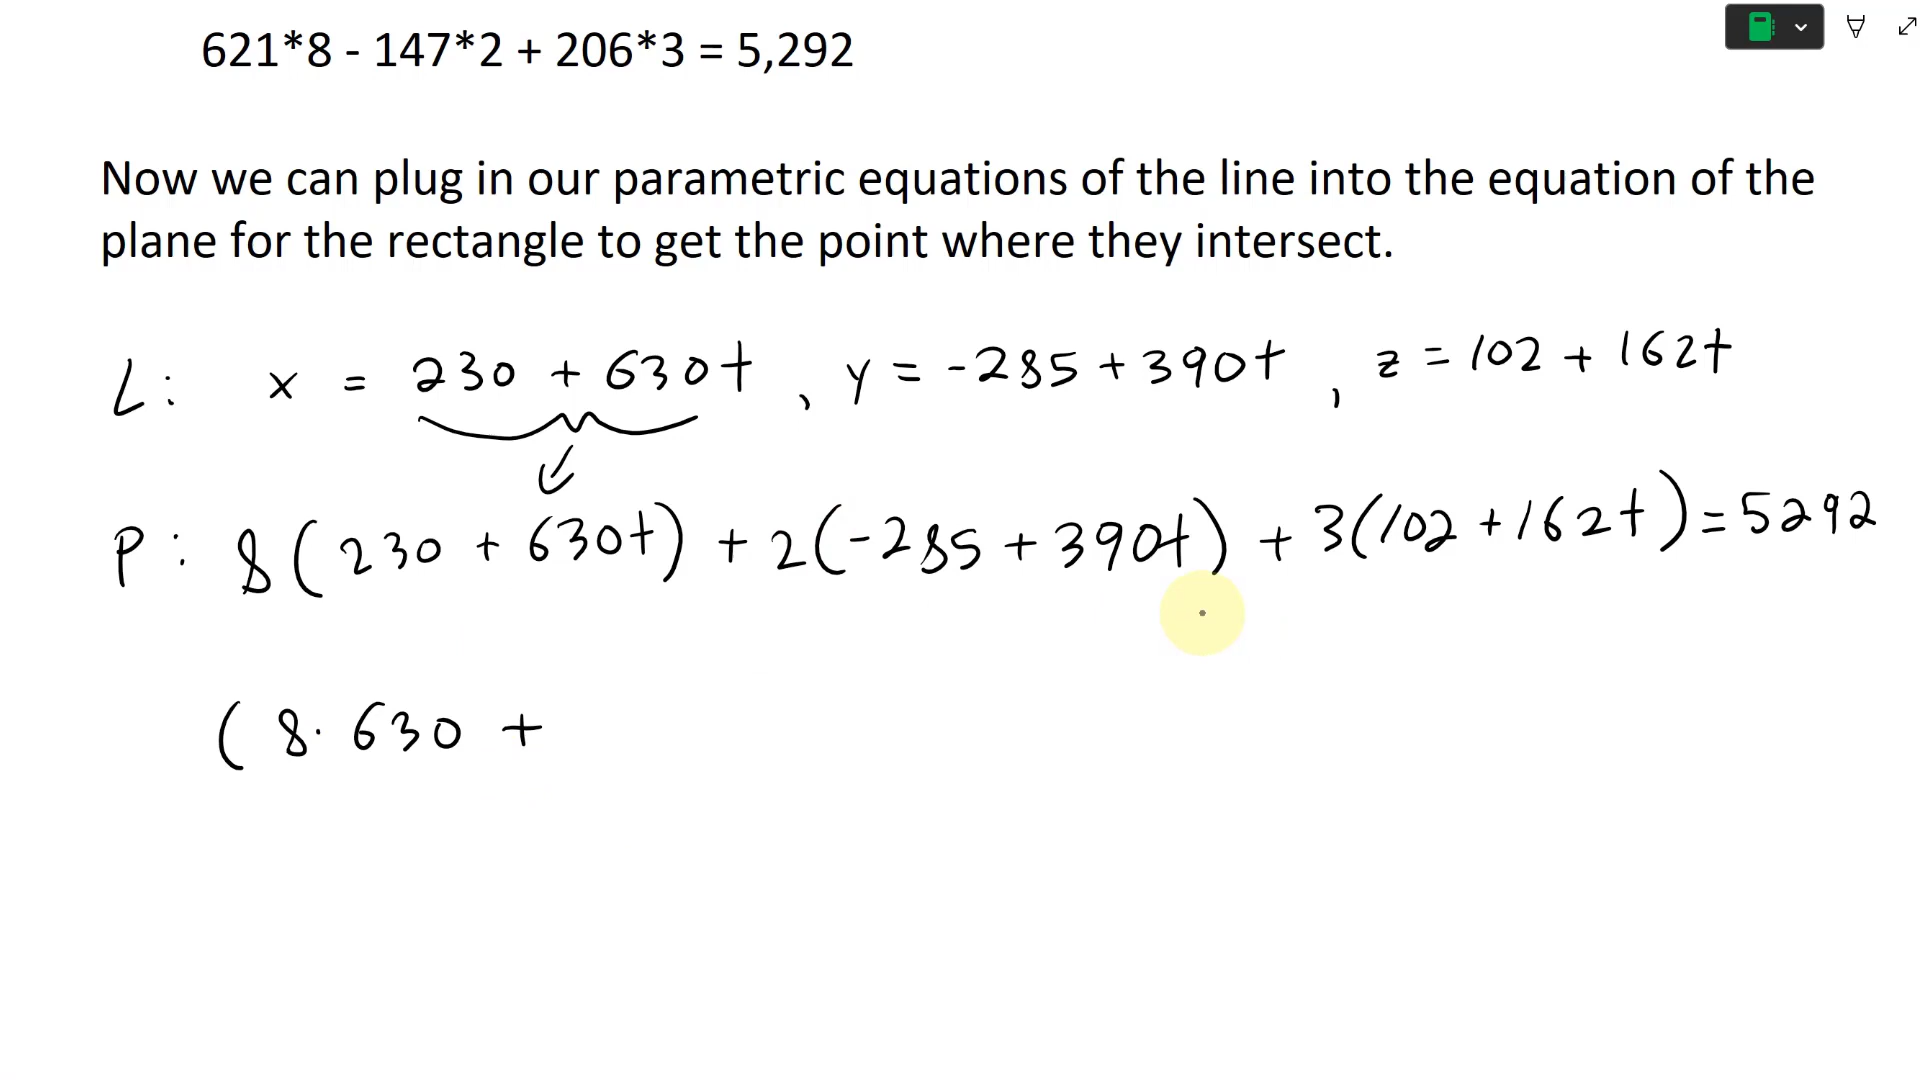 621*8 - 147*2 + 206*3 = 5,292
Now we can plug in our parametric equations of the line into the equation of the
plane for the rectangle to get the point where they intersect.
L: x = 230 + 630t , y = -285 + 390t , z = 102 + 162t
P: 8(230 + 630t) + 2(-285 + 390t) + 3(102 + 162t) = 5292
( 8. 630 +